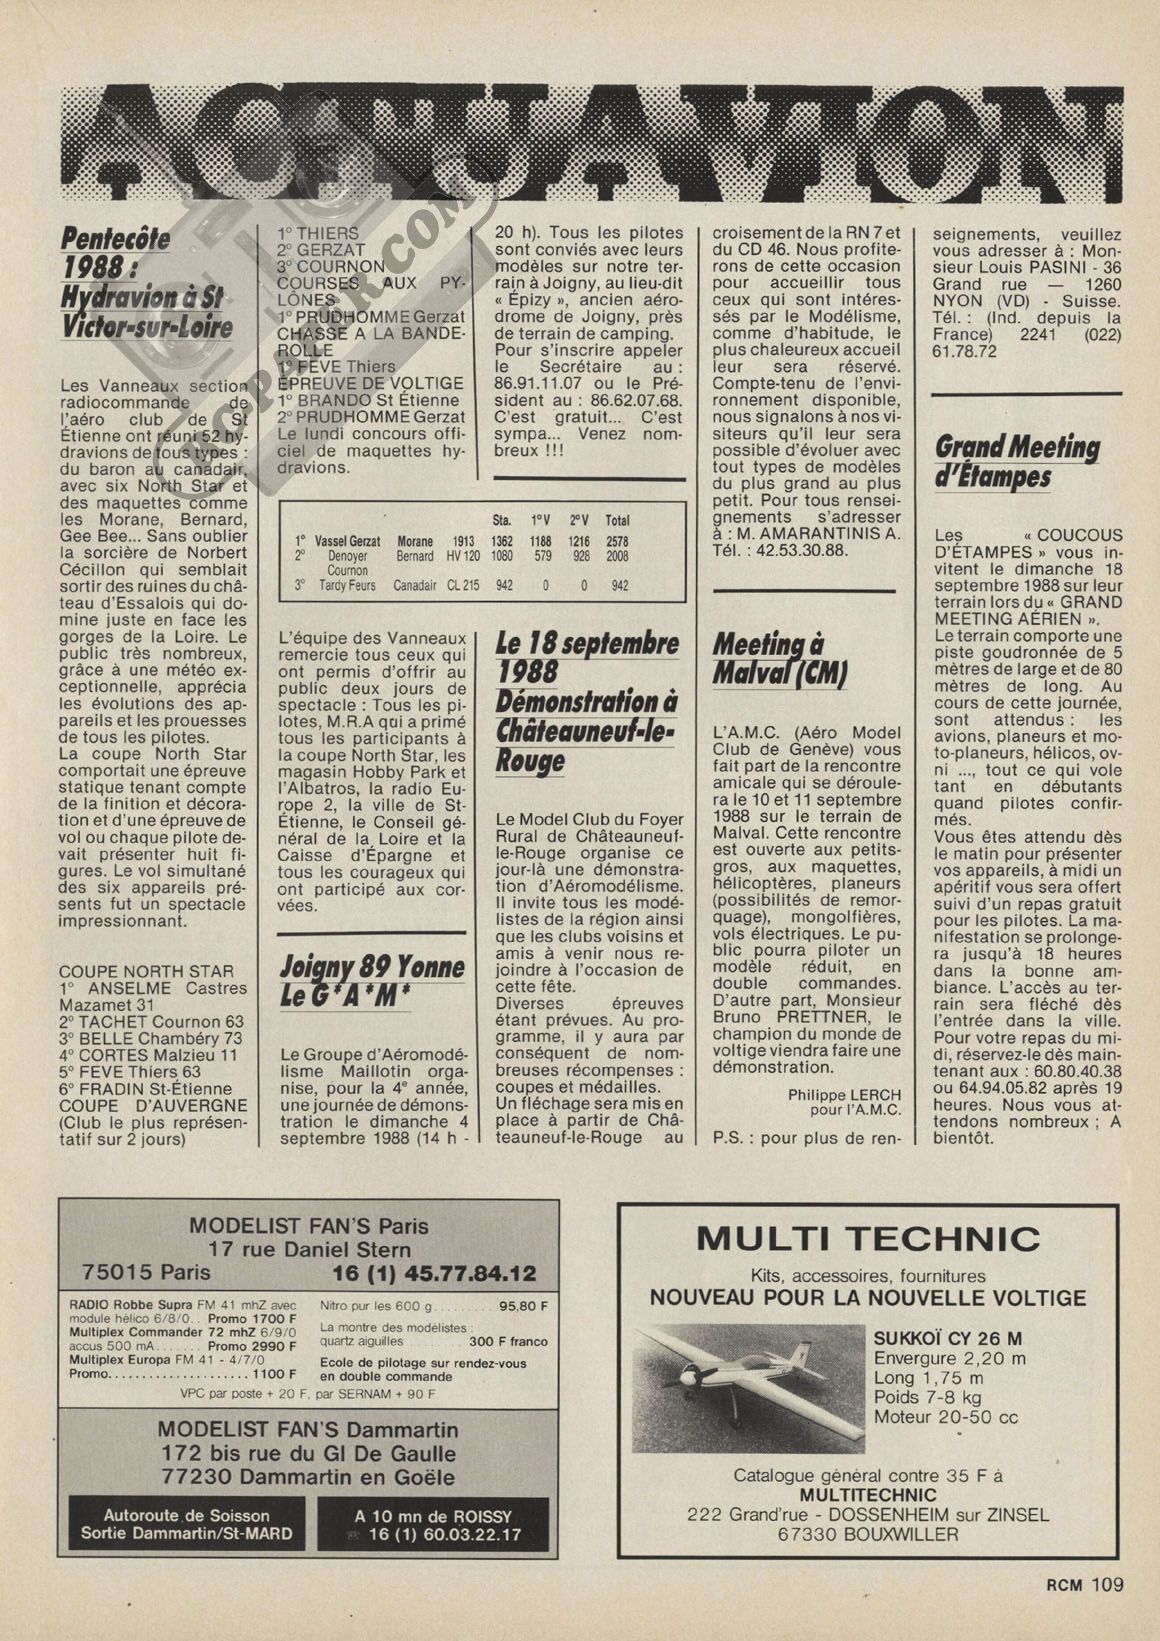 ACTUAVION
Pentecôte
1988 :
Hydravion à St
Victor-sur-Loire
Les Vanneaux section
radiocommande de
l'aéro club de St
Étienne ont réuni 52 hy-
dravions de tous types :
du baron au canadair,
avec six North Star et
des maquettes comme
les Morane, Bernard,
Gee Bee... Sans oublier
la sorcière de Norbert
Cécillon qui semblait
sortir des ruines du châ-
teau d'Essalois qui do-
mine juste en face les
gorges de la Loire. Le
public très nombreux,
grâce à une météo ex-
ceptionnelle, apprécia
les évolutions des ap-
pareils et les prouesses
de tous les pilotes.
La coupe North Star
comportait une épreuve
statique tenant compte
de la finition et décora-
tion et d'une épreuve de
vol ou chaque pilote de-
vait présenter huit fi-
gures. Le vol simultané
des six appareils pré-
sents fut un spectacle
impressionnant.
COUPE NORTH STAR
1° ANSELME Castres
Mazamet 31
2° TACHET Cournon 63
3° BELLE Chambéry 73
4° CORTES Malzieu 11
5° FEVE Thiers 63
6° FRADIN St-Étienne
COUPE D'AUVERGNE
(Club le plus représen-
tatif sur 2 jours)
1° THIERS
2° GERZAT
3° COURNON
COURSES AUX PY-
LÔNES
1° PRUDHOMME Gerzat
CHASSE A LA BANDE-
ROLLE
1° FEVE Thiers
ÉPREUVE DE VOLTIGE
1° BRANDO St Étienne
2° PRUDHOMME Gerzat
Le lundi concours offi-
ciel de maquettes hy-
dravions.
Sta. 1°V 2°V Total
1° Vassel Gerzat Morane 1913 1362 1188 1216 2578
2° Denoyer Bernard HV 120 1080 579 928 2008
Cournon
3° Tardy Feurs Canadair CL 215 942 0 0 942
L'équipe des Vanneaux
remercie tous ceux qui
ont permis d'offrir au
public deux jours de
spectacle : Tous les pi-
lotes, M.R.A qui a primé
tous les participants à
la coupe North Star, les
magasin Hobby Park et
l'Albatros, la radio Eu-
rope 2, la ville de St-
Étienne, le Conseil gé-
néral de la Loire et la
Caisse d'Épargne et
tous les courageux qui
ont participé aux cor-
vées.
Joigny 89 Yonne
Le G*A*M*
Le Groupe d'Aéromodé-
lisme Maillotin orga-
nise, pour la 4e année,
une journée de démons-
tration le dimanche 4
septembre 1988 (14 h -
20 h). Tous les pilotes
sont conviés avec leurs
modèles sur notre ter-
rain à Joigny, au lieu-dit
« Épizy », ancien aéro-
drome de Joigny, près
de terrain de camping.
Pour s'inscrire appeler
le Secrétaire au :
86.91.11.07 ou le Pré-
sident au : 86.62.07.68.
C'est gratuit... C'est
sympa... Venez nom-
breux !!!
Le 18 septembre
1988
Démonstration à
Châteauneuf-le-
Rouge
Le Model Club du Foyer
Rural de Châteauneuf-
le-Rouge organise ce
jour-là une démonstra-
tion d'Aéromodélisme.
Il invite tous les modé-
listes de la région ainsi
que les clubs voisins et
amis à venir nous re-
joindre à l'occasion de
cette fête.
Diverses épreuves
étant prévues. Au pro-
gramme, il y aura par
conséquent de nom-
breuses récompenses :
coupes et médailles.
Un fléchage sera mis en
place à partir de Châ-
teauneuf-le-Rouge au
croisement de la RN 7 et
du CD 46. Nous profite-
rons de cette occasion
pour accueillir tous
ceux qui sont intéres-
sés par le Modélisme,
comme d'habitude, le
plus chaleureux accueil
leur sera réservé.
Compte-tenu de l'envi-
ronnement disponible,
nous signalons à nos vi-
siteurs qu'il leur sera
possible d'évoluer avec
tout types de modèles
du plus grand au plus
petit. Pour tous rensei-
gnements s'adresser
à : M. AMARANTINIS A.
Tél. : 42.53.30.88.
Meeting à
Malval (CM)
L'A.M.C. (Aéro Model
Club de Genève) vous
fait part de la rencontre
amicale qui se déroule-
ra le 10 et 11 septembre
1988 sur le terrain de
Malval. Cette rencontre
est ouverte aux petits-
gros, aux maquettes,
hélicoptères, planeurs
(possibilités de remor-
quage), mongolfières,
vols électriques. Le pu-
blic pourra piloter un
modèle réduit, en
double commandes.
D'autre part, Monsieur
Bruno PRETTNER, le
champion du monde de
voltige viendra faire une
démonstration.
Philippe LERCH
pour l'A.M.C.
P.S. : pour plus de ren-
seignements, veuillez
vous adresser à : Mon-
sieur Louis PASINI - 36
Grand rue — 1260
NYON (VD) - Suisse.
Tél. : (Ind. depuis la
France) 2241 (022)
61.78.72
Grand Meeting
d'Étampes
Les « COUCOUS
D'ÉTAMPES » vous in-
vitent le dimanche 18
septembre 1988 sur leur
terrain lors du « GRAND
MEETING AÉRIEN ».
Le terrain comporte une
piste goudronnée de 5
mètres de large et de 80
mètres de long. Au
cours de cette journée,
sont attendus : les
avions, planeurs et mo-
to-planeurs, hélicos, ov-
ni ..., tout ce qui vole
tant en débutants
quand pilotes confir-
més.
Vous êtes attendu dès
le matin pour présenter
vos appareils, à midi un
apéritif vous sera offert
suivi d'un repas gratuit
pour les pilotes. La ma-
nifestation se prolonge-
ra jusqu'à 18 heures
dans la bonne am-
biance. L'accès au ter-
rain sera fléché dès
l'entrée dans la ville.
Pour votre repas du mi-
di, réservez-le dès main-
tenant aux : 60.80.40.38
ou 64.94.05.82 après 19
heures. Nous vous at-
tendons nombreux ; A
bientôt.
MODELIST FAN'S Paris
17 rue Daniel Stern
75015 Paris 16 (1) 45.77.84.12
RADIO Robbe Supra FM 41 mhZ avec
module hélico 6/8/0.. Promo 1700 F
Multiplex Commander 72 mhZ 6/9/0
accus 500 mA....... Promo 2990 F
Multiplex Europa FM 41 - 4/7/0
Promo..................... 1100 F
Nitro pur les 600 g......... 95,80 F
La montre des modélistes :
quartz aiguilles ......... 300 F franco
Ecole de pilotage sur rendez-vous
en double commande
VPC par poste + 20 F, par SERNAM + 90 F
MODELIST FAN'S Dammartin
172 bis rue du Gl De Gaulle
77230 Dammartin en Goële
Autoroute de Soisson
Sortie Dammartin/St-MARD
A 10 mn de ROISSY
☎ 16 (1) 60.03.22.17
MULTI TECHNIC
Kits, accessoires, fournitures
NOUVEAU POUR LA NOUVELLE VOLTIGE
SUKKOÏ CY 26 M
Envergure 2,20 m
Long 1,75 m
Poids 7-8 kg
Moteur 20-50 cc
Catalogue général contre 35 F à
MULTITECHNIC
222 Grand'rue - DOSSENHEIM sur ZINSEL
67330 BOUXWILLER
RCM 109
RC-PAPER.COM